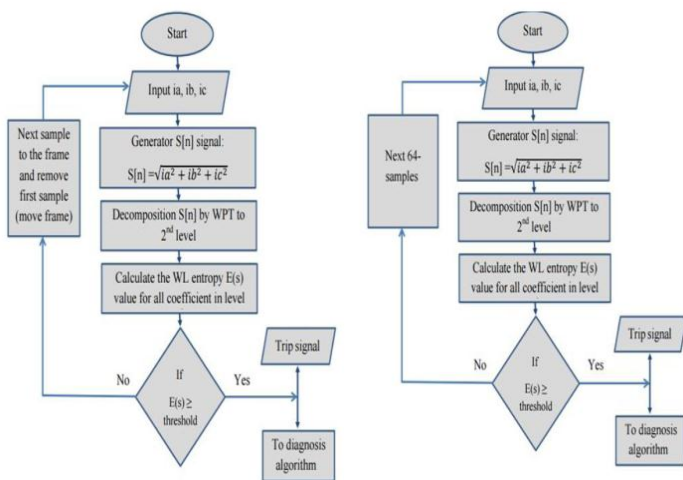 Start
Input ia, ib, ic
Next sample
to the frame
and remove
first sample
(move frame)
Generator S[n] signal:
S[n] =√ia² + ib² + ic²
Decomposition S[n] by WPT to
2nd level
Calculate the WL entropy E(s)
value for all coefficient in level
Trip signal
No
If
Yes
E(s) ≥
threshold
To diagnosis
algorithm
Start
Input ia, ib, ic
Next 64-
samples
Generator S[n] signal:
S[n] =√ia² + ib² + ic²
Decomposition S[n] by WPT to
2nd level
Calculate the WL entropy E(s)
value for all coefficient in level
Trip signal
No
If
Yes
E(s) ≥
threshold
To diagnosis
algorithm